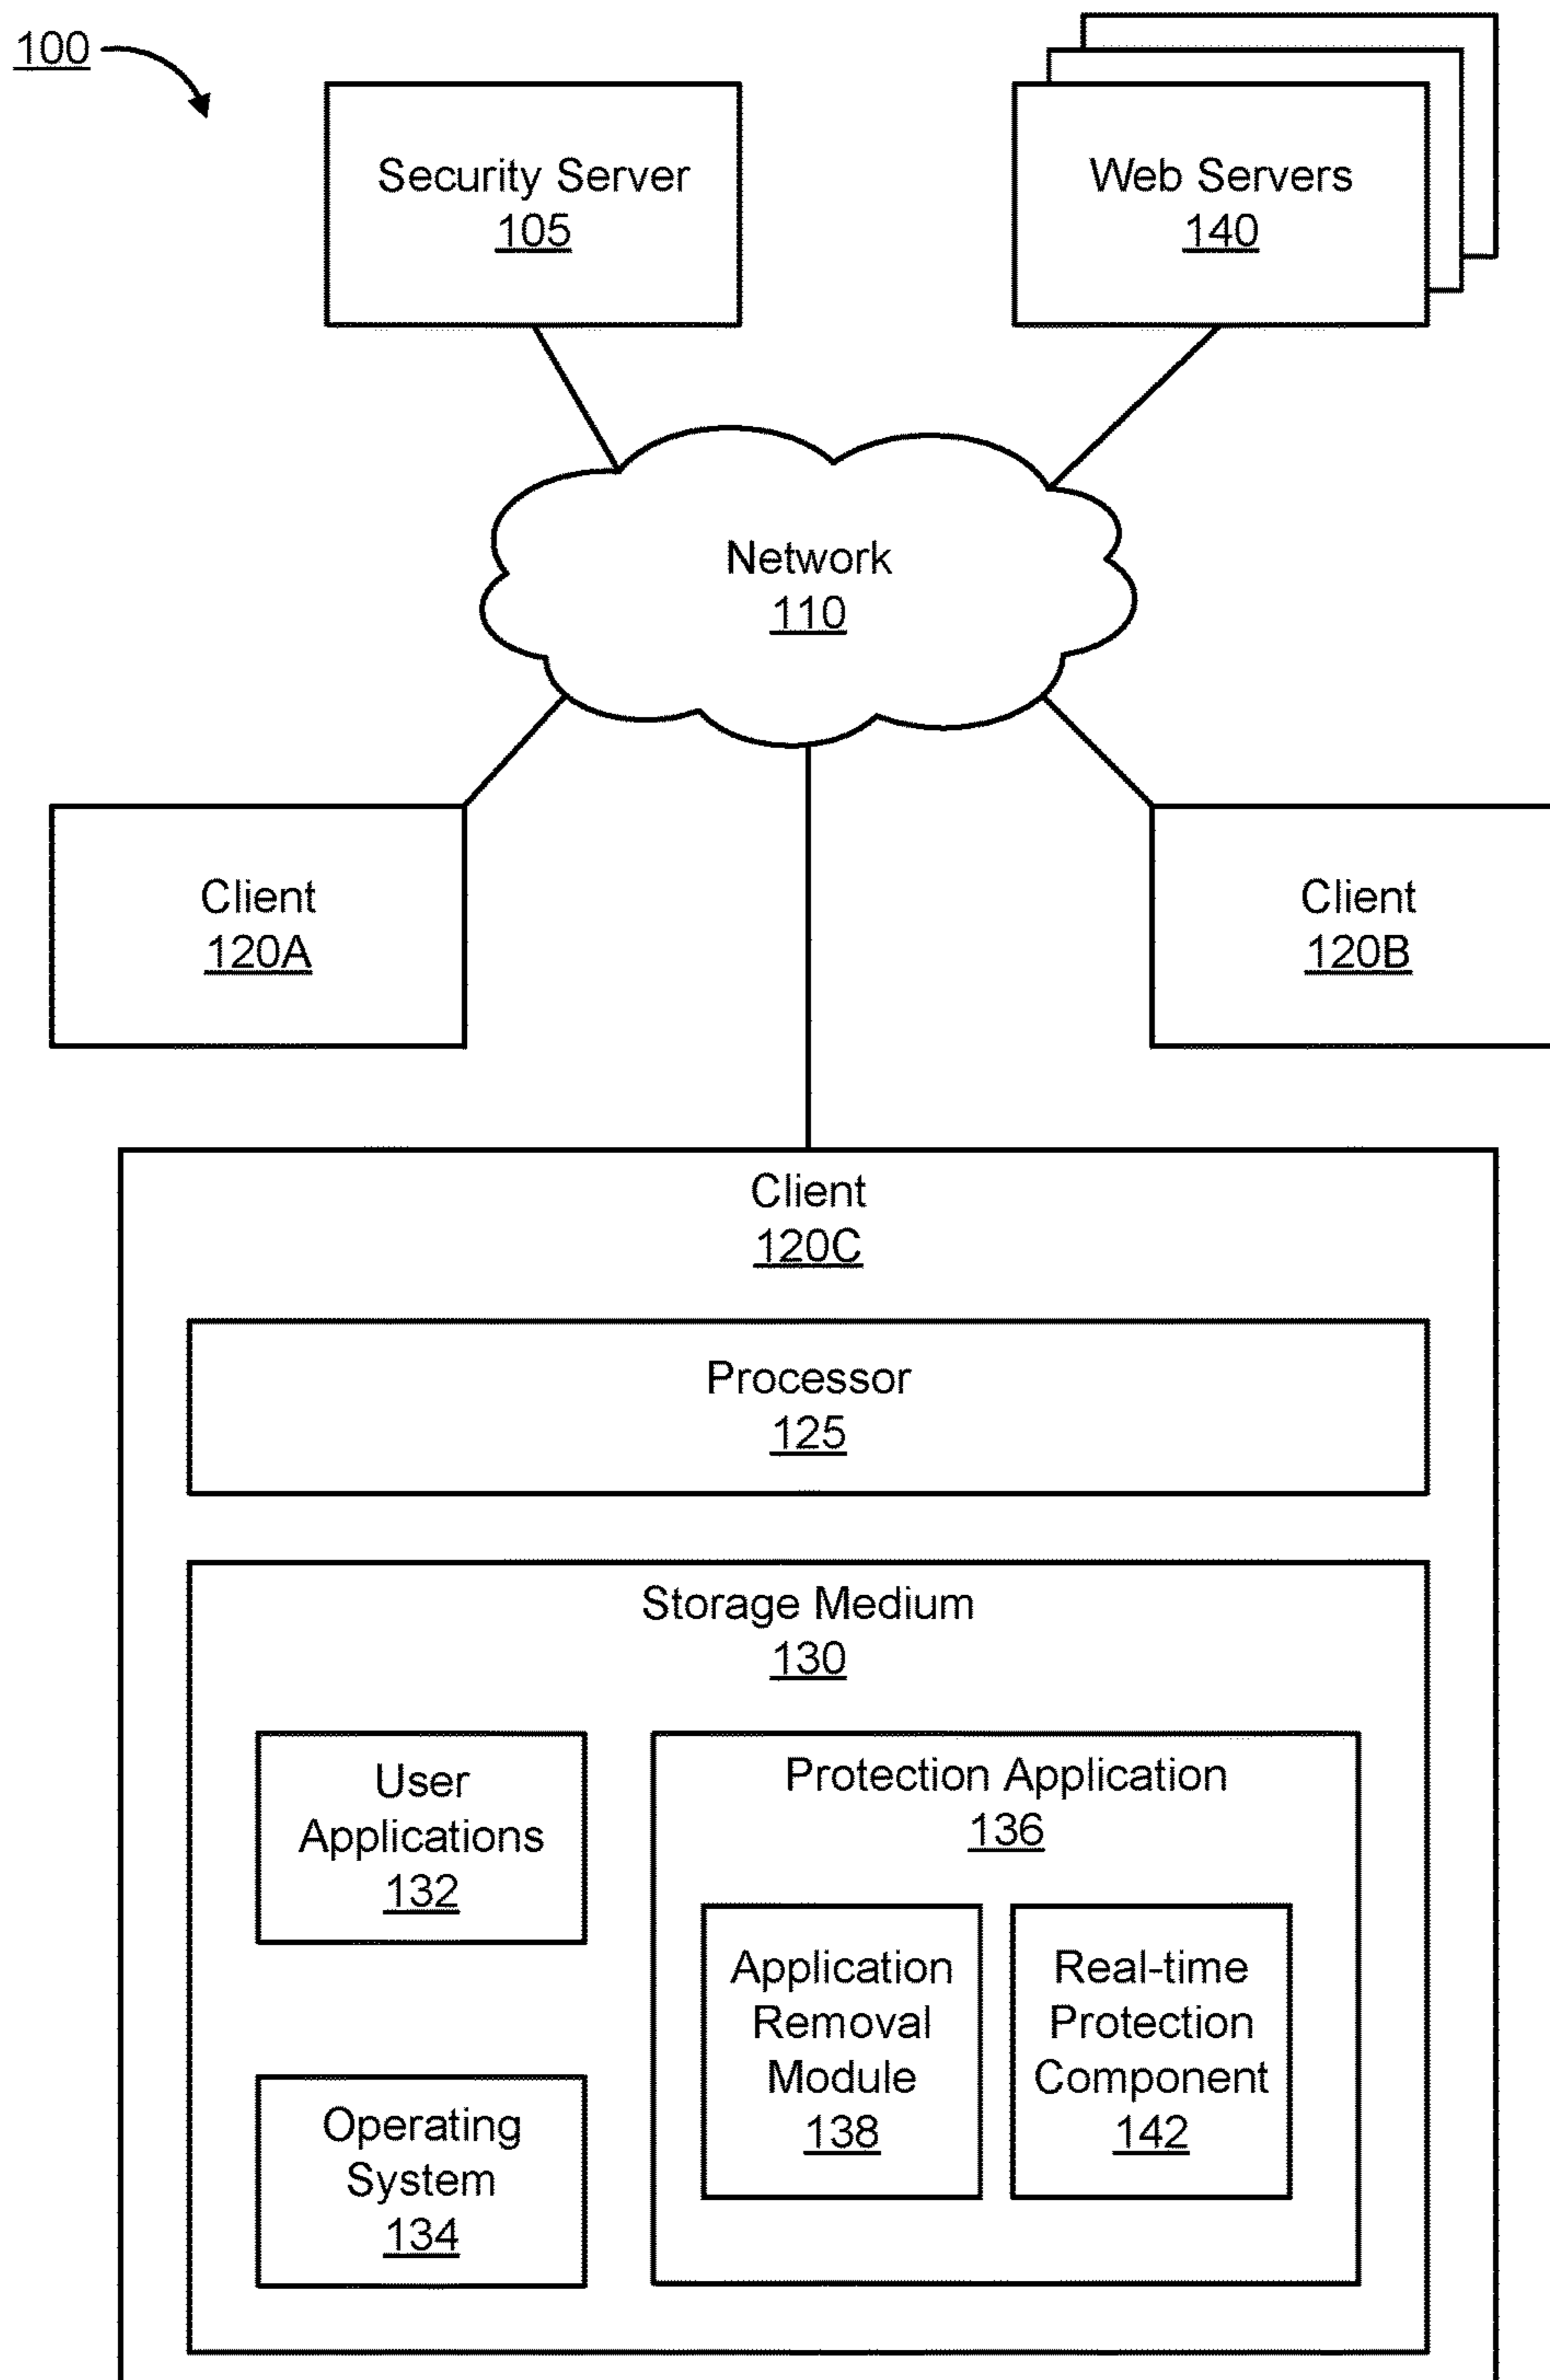 100
Security Server
105
Web Servers
140
Network
110
Client
120A
Client
120B
Client
120C
Processor
125
Storage Medium
130
User
Applications
132
Operating
System
134
Protection Application
136
Application
Removal
Module
138
Real-time
Protection
Component
142